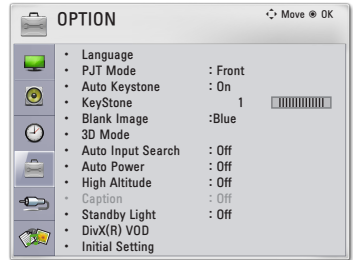 OPTION
Move ◉ OK
• Language
• PJT Mode : Front
• Auto Keystone : On
• KeyStone 1
• Blank Image :Blue
• 3D Mode
• Auto Input Search : Off
• Auto Power : Off
• High Altitude : Off
• Caption : Off
• Standby Light : Off
• DivX(R) VOD
• Initial Setting